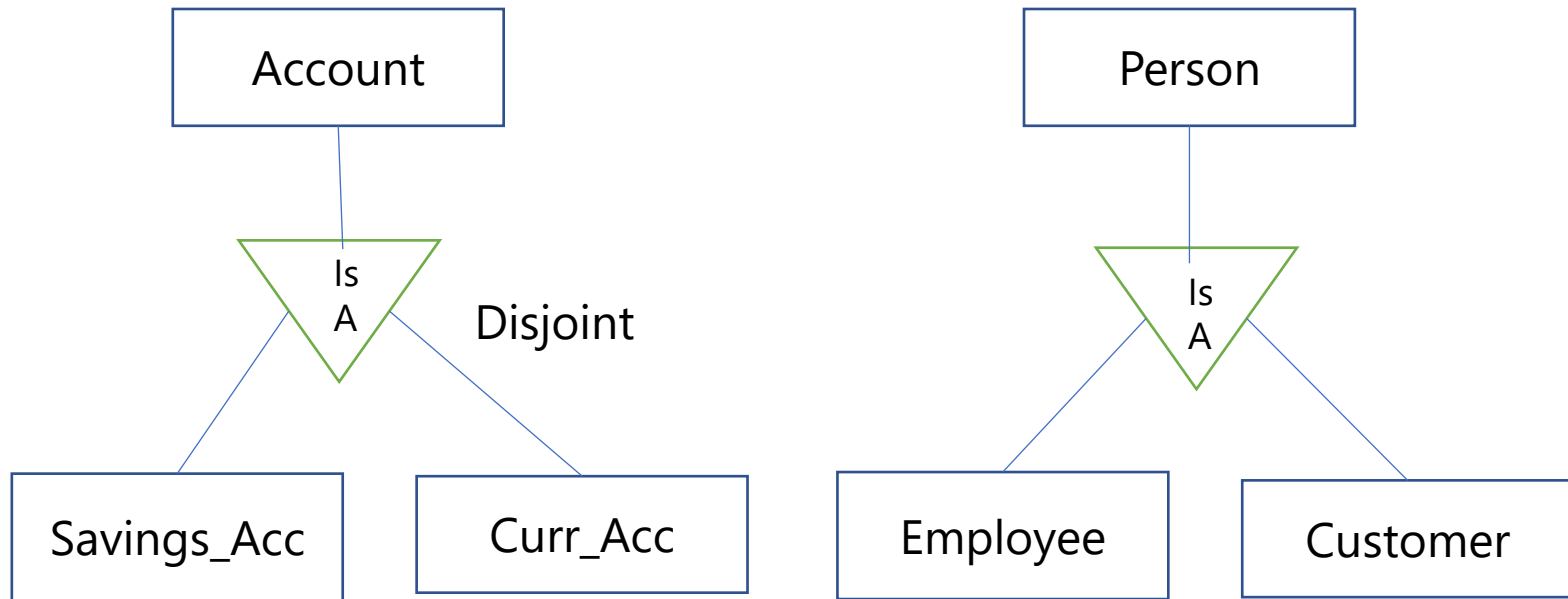 Account
Person
Is
A
Disjoint
Is
A
Savings_Acc
Curr_Acc
Employee
Customer